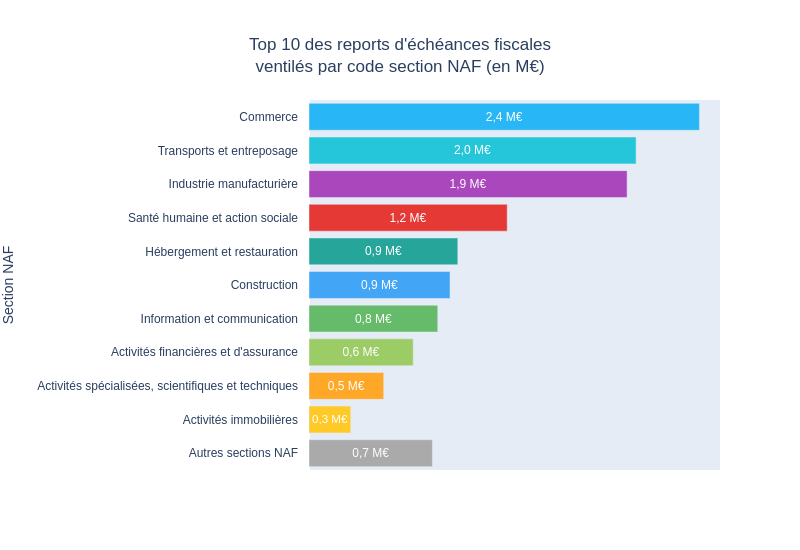 Top 10 des reports d'échéances fiscales
ventilés par code section NAF (en M€)
Section NAF
Commerce 2,4 M€
Transports et entreposage 2,0 M€
Industrie manufacturière 1,9 M€
Santé humaine et action sociale 1,2 M€
Hébergement et restauration 0,9 M€
Construction 0,9 M€
Information et communication 0,8 M€
Activités financières et d'assurance 0,6 M€
Activités spécialisées, scientifiques et techniques 0,5 M€
Activités immobilières 0,3 M€
Autres sections NAF 0,7 M€